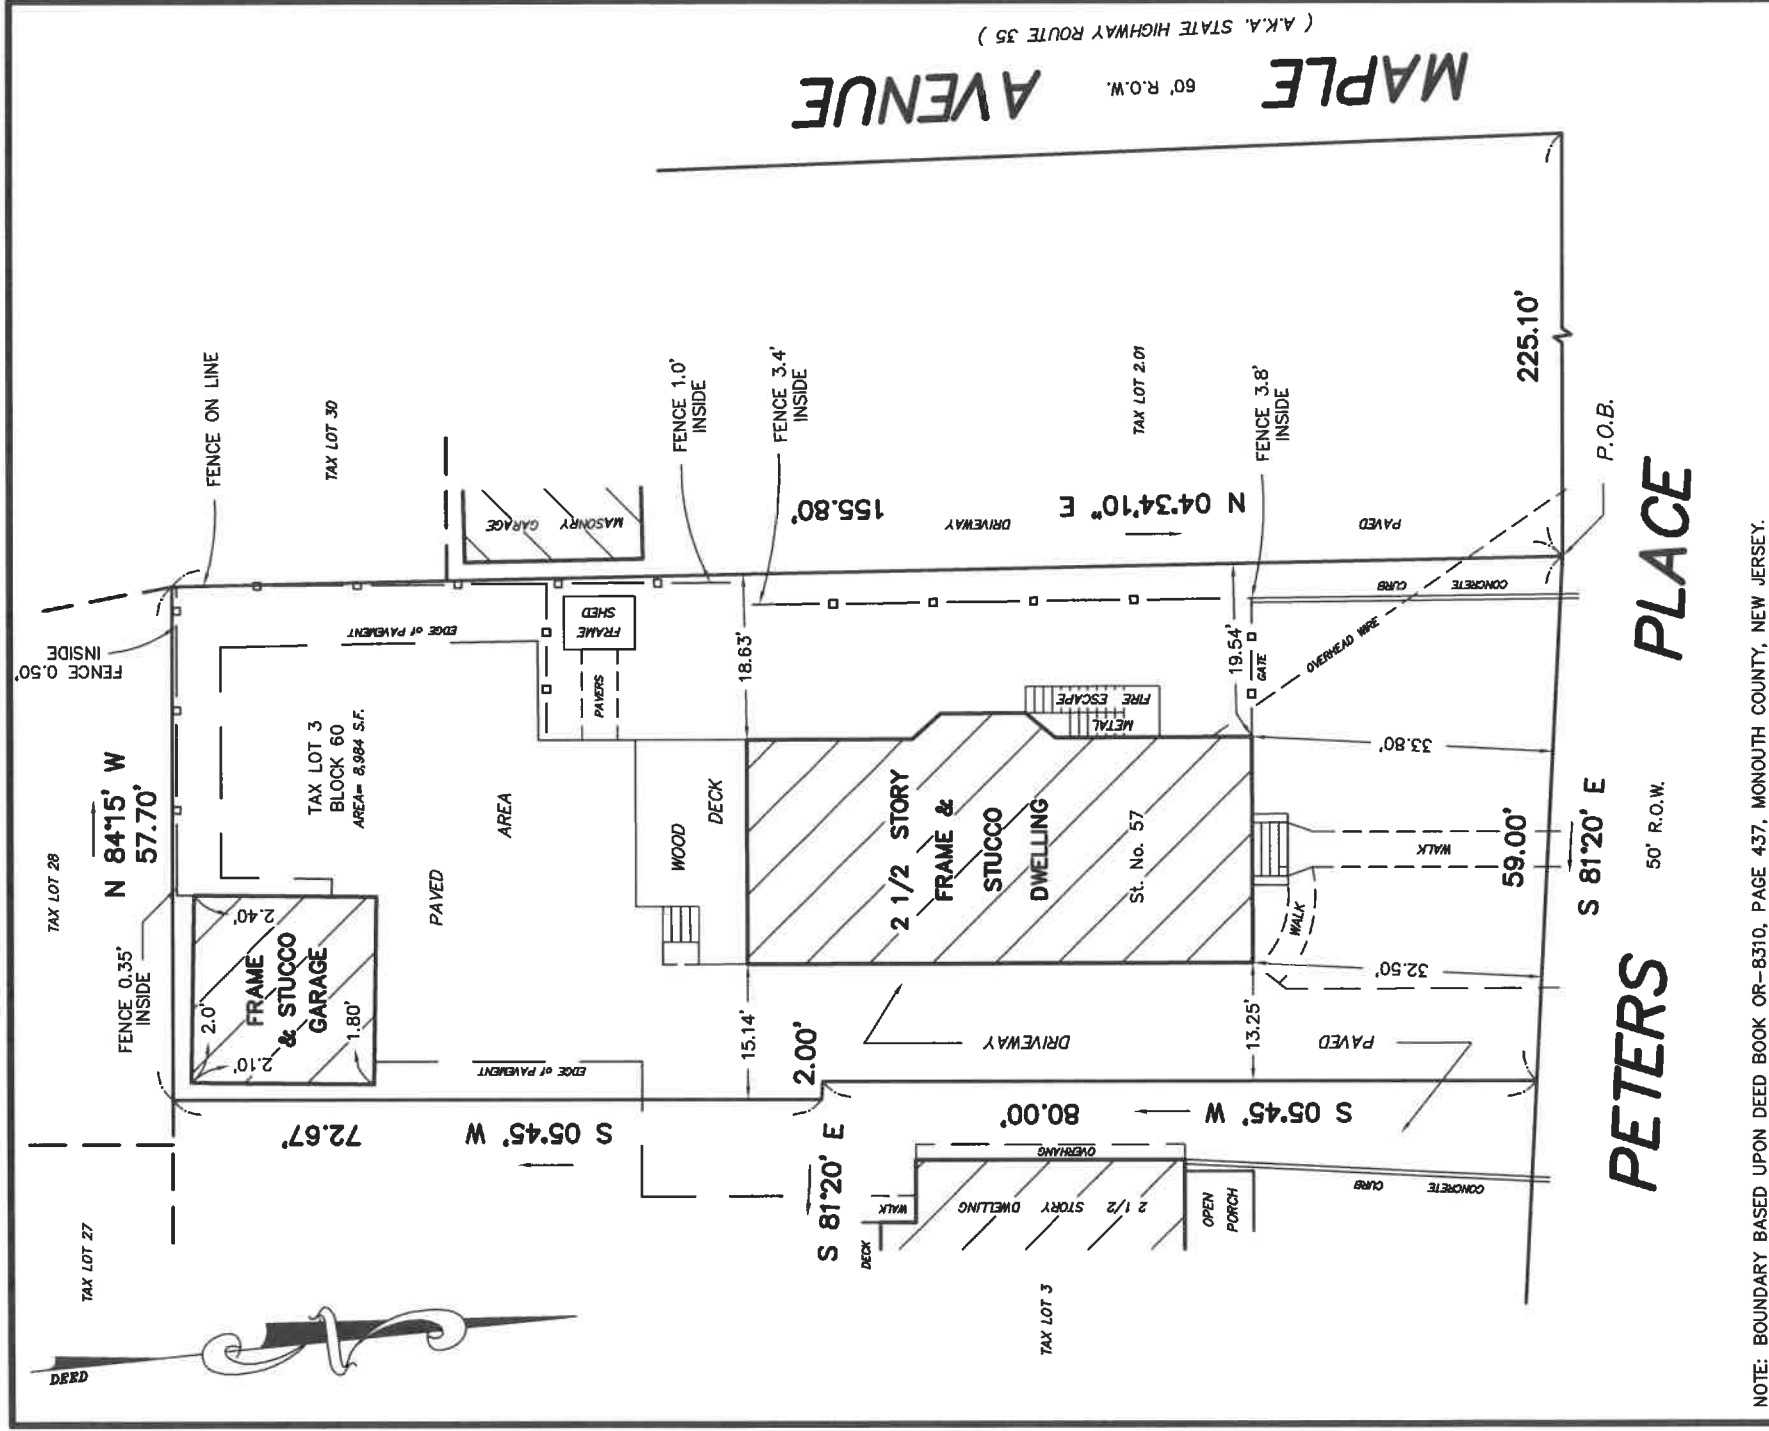 ( A.K.A. STATE HIGHWAY ROUTE 35 )
MAPLE 60' R.O.W. AVENUE
FENCE ON LINE
TAX LOT 30
FENCE 1.0'
INSIDE
FENCE 3.4'
INSIDE
TAX LOT 2.01
FENCE 3.8'
INSIDE
225.10'
P.O.B.
MASONRY GARAGE
155.80'
DRIVEWAY
N 04°34'10" E
PAVED
CONCRETE CURB
OVERHEAD WIRE
GATE
FENCE 0.50'
INSIDE
EDGE of PAVEMENT
FRAME
SHED
PAVERS
18.63'
19.54'
METAL
FIRE ESCAPE
33.80'
N 84°15' W
57.70'
TAX LOT 28
TAX LOT 3
BLOCK 60
AREA= 8,984 S.F.
PAVED AREA
WOOD DECK
2 1/2 STORY
FRAME &
STUCCO
DWELLING
St. No. 57
WALK
WALK
59.00'
S 81°20' E
50' R.O.W.
32.50'
FENCE 0.35'
INSIDE
FRAME
& STUCCO
GARAGE
2.40'
2.0'
2.10'
1.80'
EDGE of PAVEMENT
15.14'
2.00'
DRIVEWAY
13.25'
PAVED
72.67'
S 05°45' W
80.00'
S 05°45' W
S 81°20' E
OVERHANG
WALK
DECK
2 1/2 STORY DWELLING
OPEN
PORCH
CONCRETE CURB
TAX LOT 27
TAX LOT 3
DEED
N
PETERS PLACE
NOTE: BOUNDARY BASED UPON DEED BOOK OR-8310, PAGE 437, MONOUTH COUNTY, NEW JERSEY.